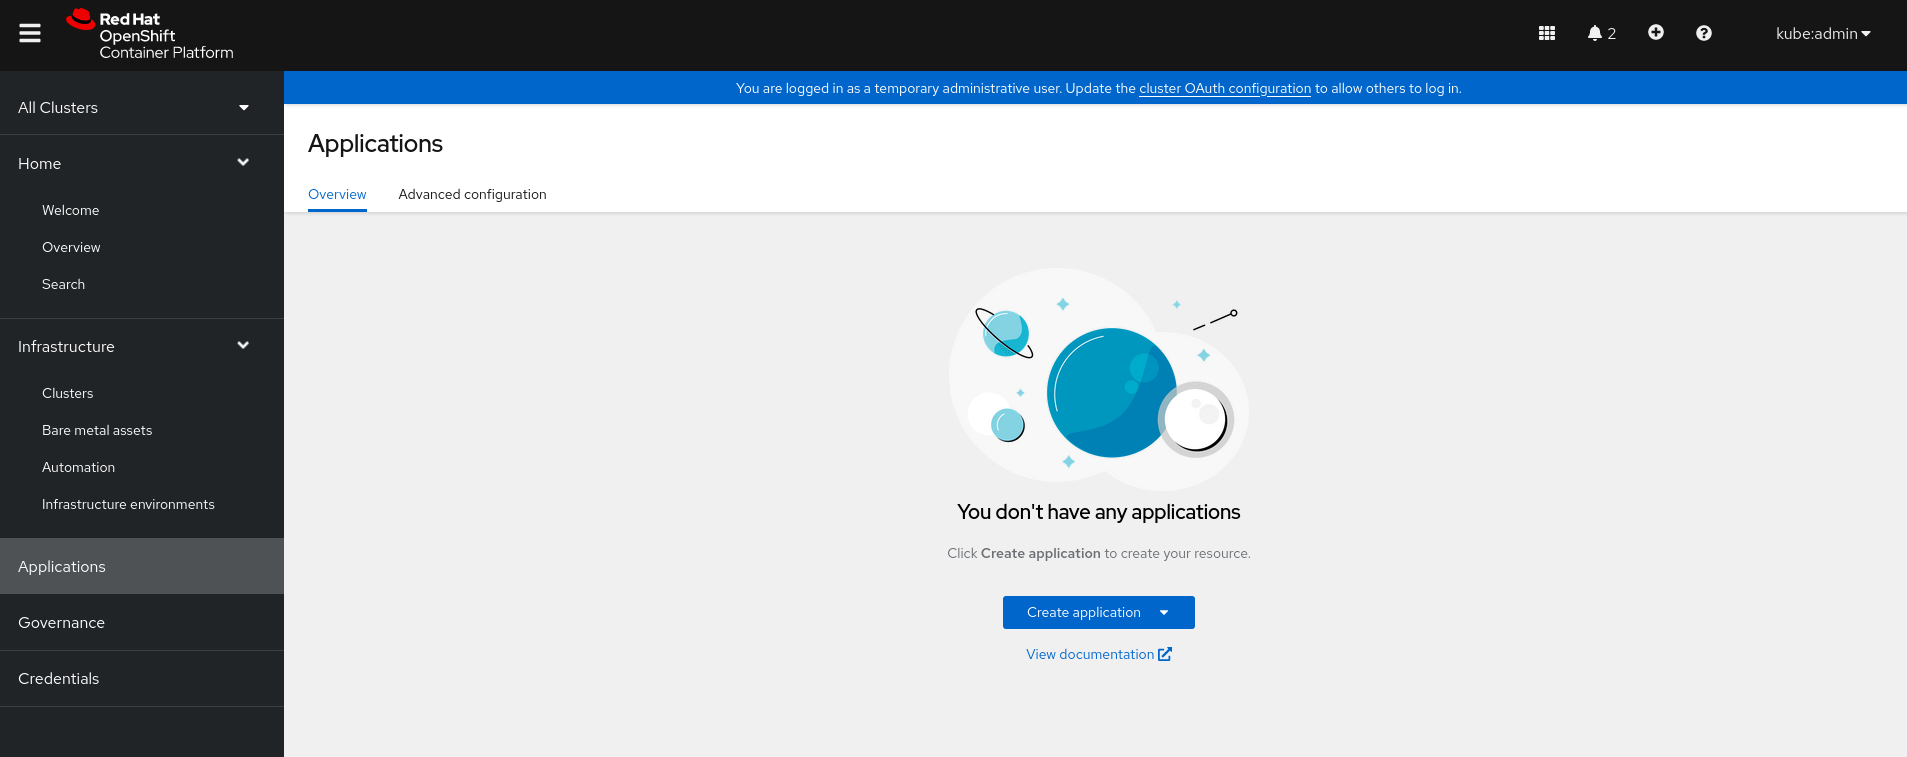 Red Hat
OpenShift
Container Platform
2
kube:admin
All Clusters
Home
Welcome
Overview
Search
Infrastructure
Clusters
Bare metal assets
Automation
Infrastructure environments
Applications
Governance
Credentials
You are logged in as a temporary administrative user. Update the cluster OAuth configuration to allow others to log in.
Applications
Overview Advanced configuration
You don't have any applications
Click Create application to create your resource.
Create application
View documentation